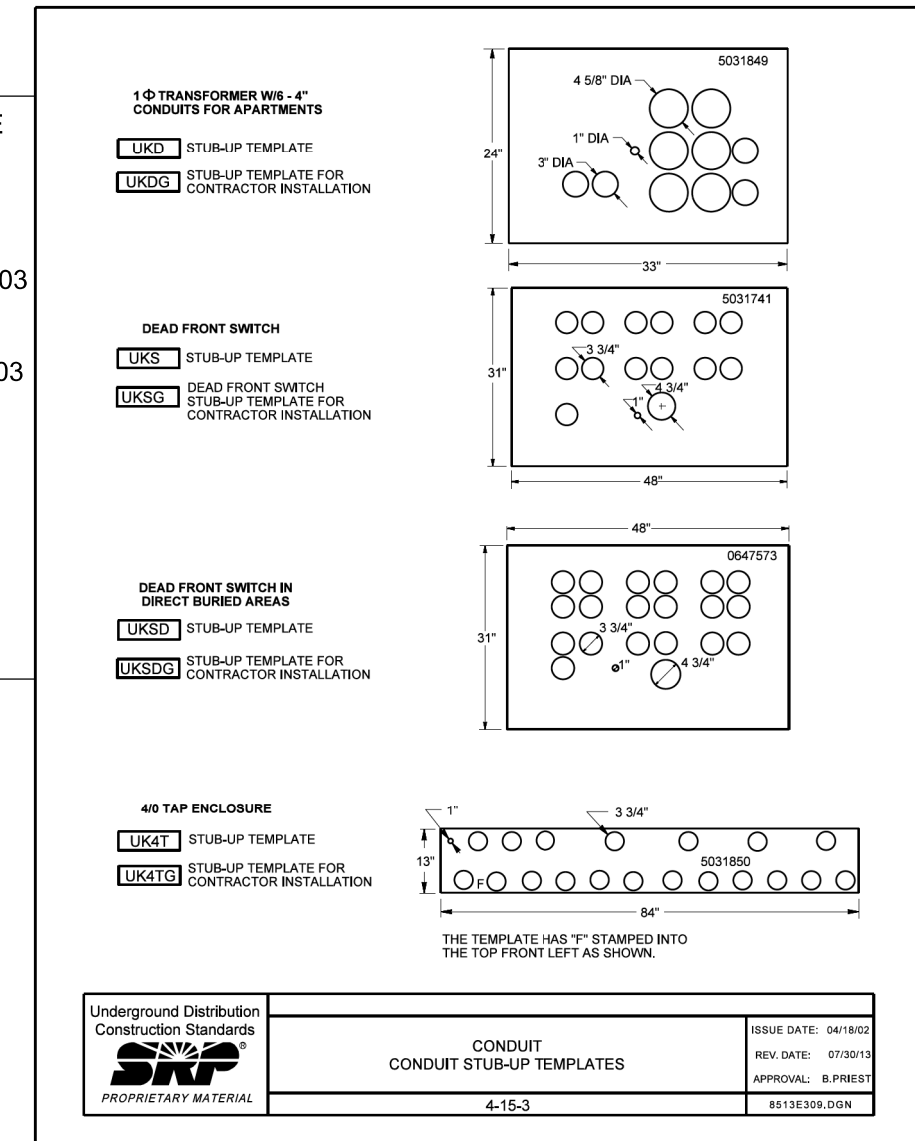 E
03
03
1 Φ TRANSFORMER W/6 - 4"
CONDUITS FOR APARTMENTS
UKD STUB-UP TEMPLATE
UKDG STUB-UP TEMPLATE FOR
CONTRACTOR INSTALLATION
5031849
4 5/8" DIA
1" DIA
3" DIA
24"
33"
DEAD FRONT SWITCH
UKS STUB-UP TEMPLATE
UKSG DEAD FRONT SWITCH
STUB-UP TEMPLATE FOR
CONTRACTOR INSTALLATION
5031741
3 3/4"
31"
4 3/4"
1"
48"
DEAD FRONT SWITCH IN
DIRECT BURIED AREAS
UKSD STUB-UP TEMPLATE
UKSDG STUB-UP TEMPLATE FOR
CONTRACTOR INSTALLATION
48"
0647573
31"
3 3/4"
1"
4 3/4"
4/0 TAP ENCLOSURE
UK4T STUB-UP TEMPLATE
UK4TG STUB-UP TEMPLATE FOR
CONTRACTOR INSTALLATION
1"
3 3/4"
13"
5031850
F
84"
THE TEMPLATE HAS "F" STAMPED INTO
THE TOP FRONT LEFT AS SHOWN.
Underground Distribution
Construction Standards
SRP®
PROPRIETARY MATERIAL
CONDUIT
CONDUIT STUB-UP TEMPLATES
4-15-3
ISSUE DATE: 04/18/02
REV. DATE: 07/30/13
APPROVAL: B.PRIEST
8513E309.DGN